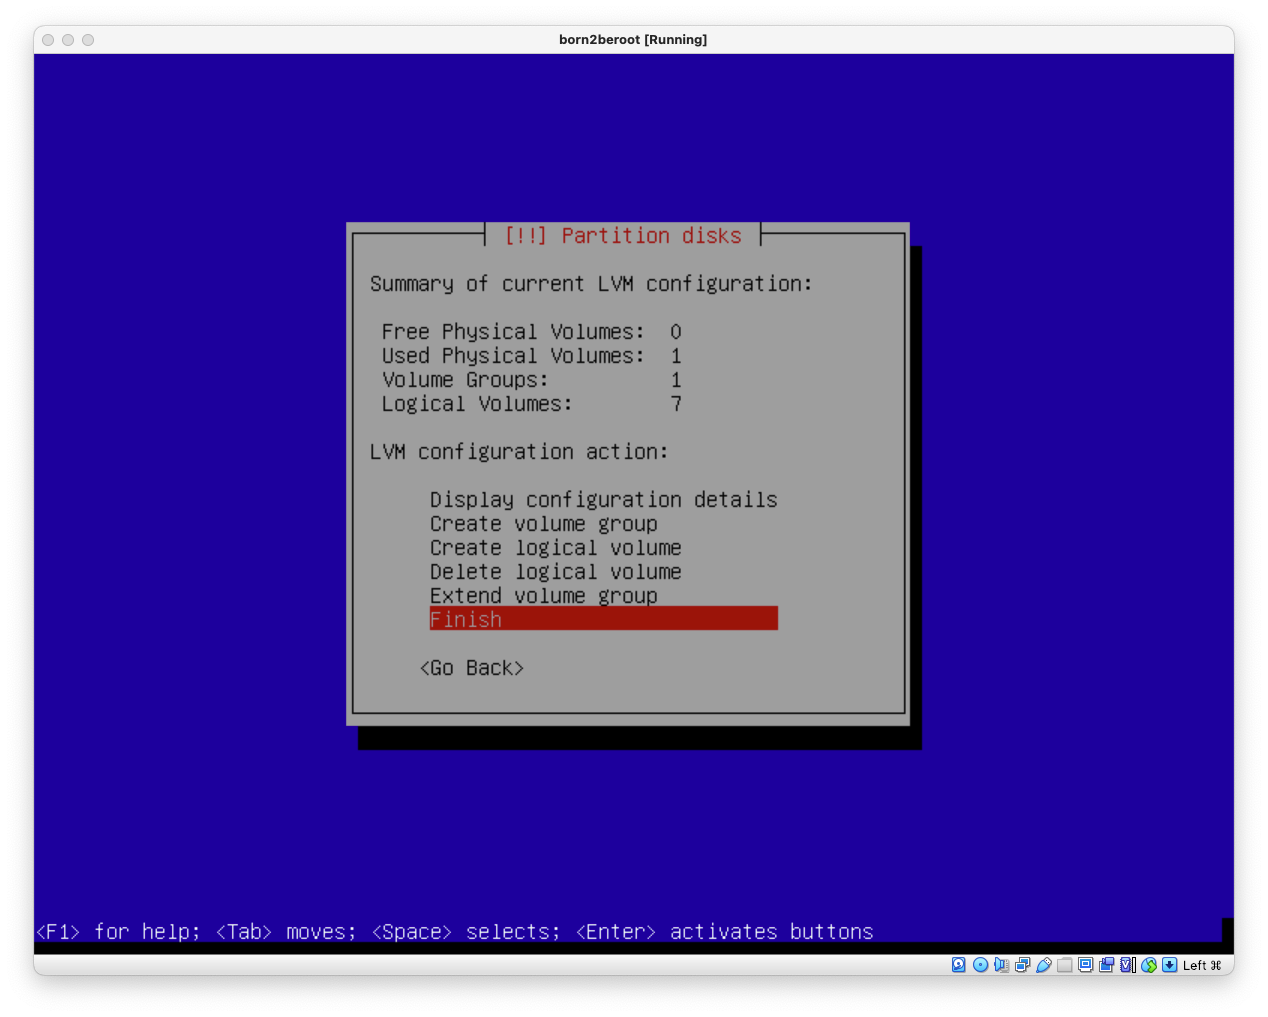 born2beroot [Running]
[!!] Partition disks
Summary of current LVM configuration:
Free Physical Volumes: 0
Used Physical Volumes: 1
Volume Groups: 1
Logical Volumes: 7
LVM configuration action:
Display configuration details
Create volume group
Create logical volume
Delete logical volume
Extend volume group
Finish
<Go Back>
<F1> for help; <Tab> moves; <Space> selects; <Enter> activates buttons
Left ⌘